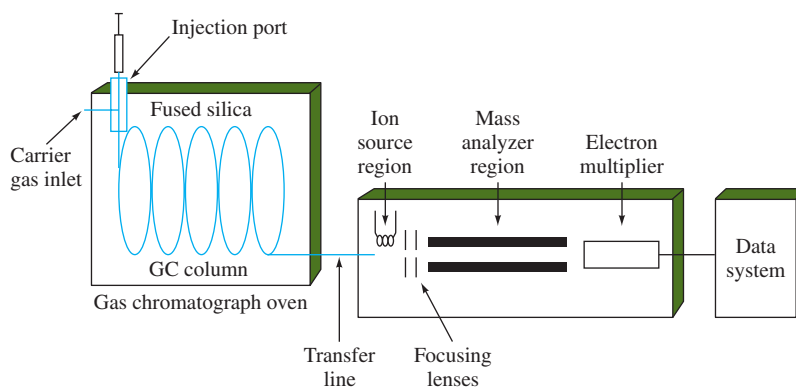 Injection port
Fused silica
Carrier
gas inlet
GC column
Gas chromatograph oven
Ion
source
region
Mass
analyzer
region
Electron
multiplier
Data
system
Transfer
line
Focusing
lenses